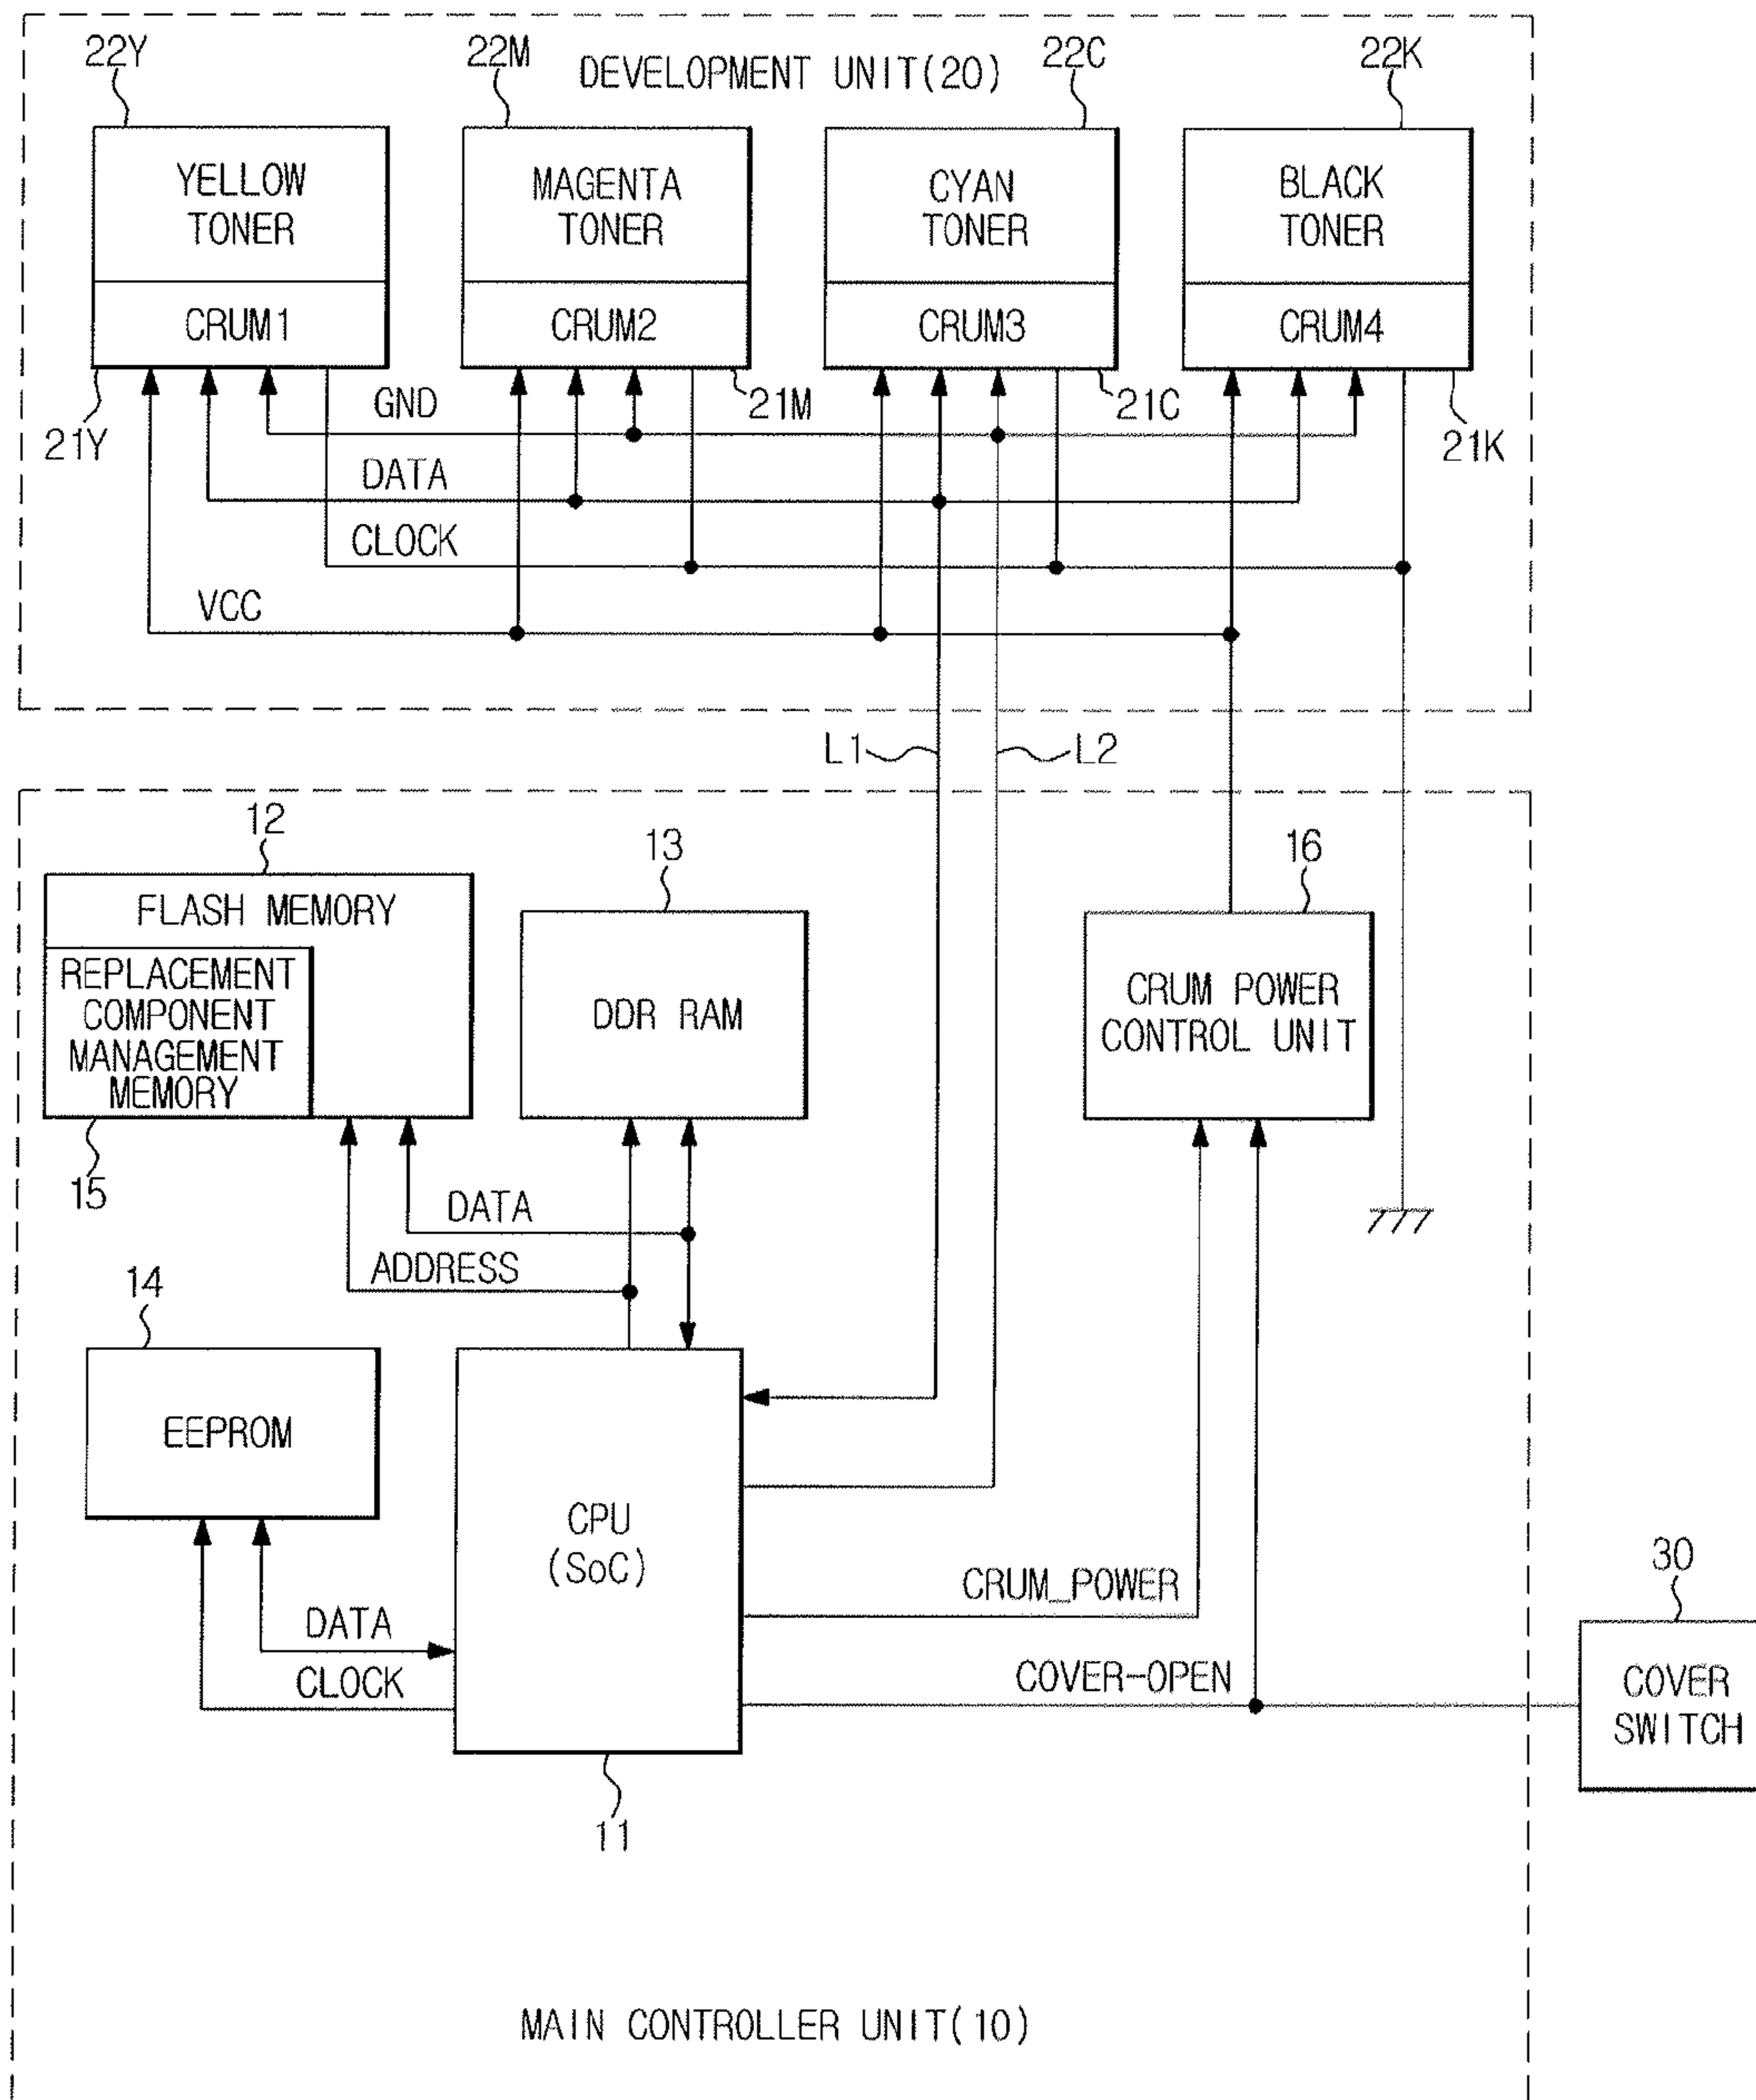 22Y
22M
DEVELOPMENT UNIT(20)
22C
22K
YELLOW
TONER
MAGENTA
TONER
CYAN
TONER
BLACK
TONER
CRUM1
CRUM2
CRUM3
CRUM4
21Y
GND
21M
21C
21K
DATA
CLOCK
VCC
L1
L2
12
13
16
FLASH MEMORY
REPLACEMENT
COMPONENT
MANAGEMENT
MEMORY
DDR RAM
CRUM POWER
CONTROL UNIT
15
DATA
ADDRESS
14
EEPROM
CPU
(SoC)
CRUM_POWER
30
DATA
CLOCK
COVER-OPEN
COVER
SWITCH
11
MAIN CONTROLLER UNIT(10)